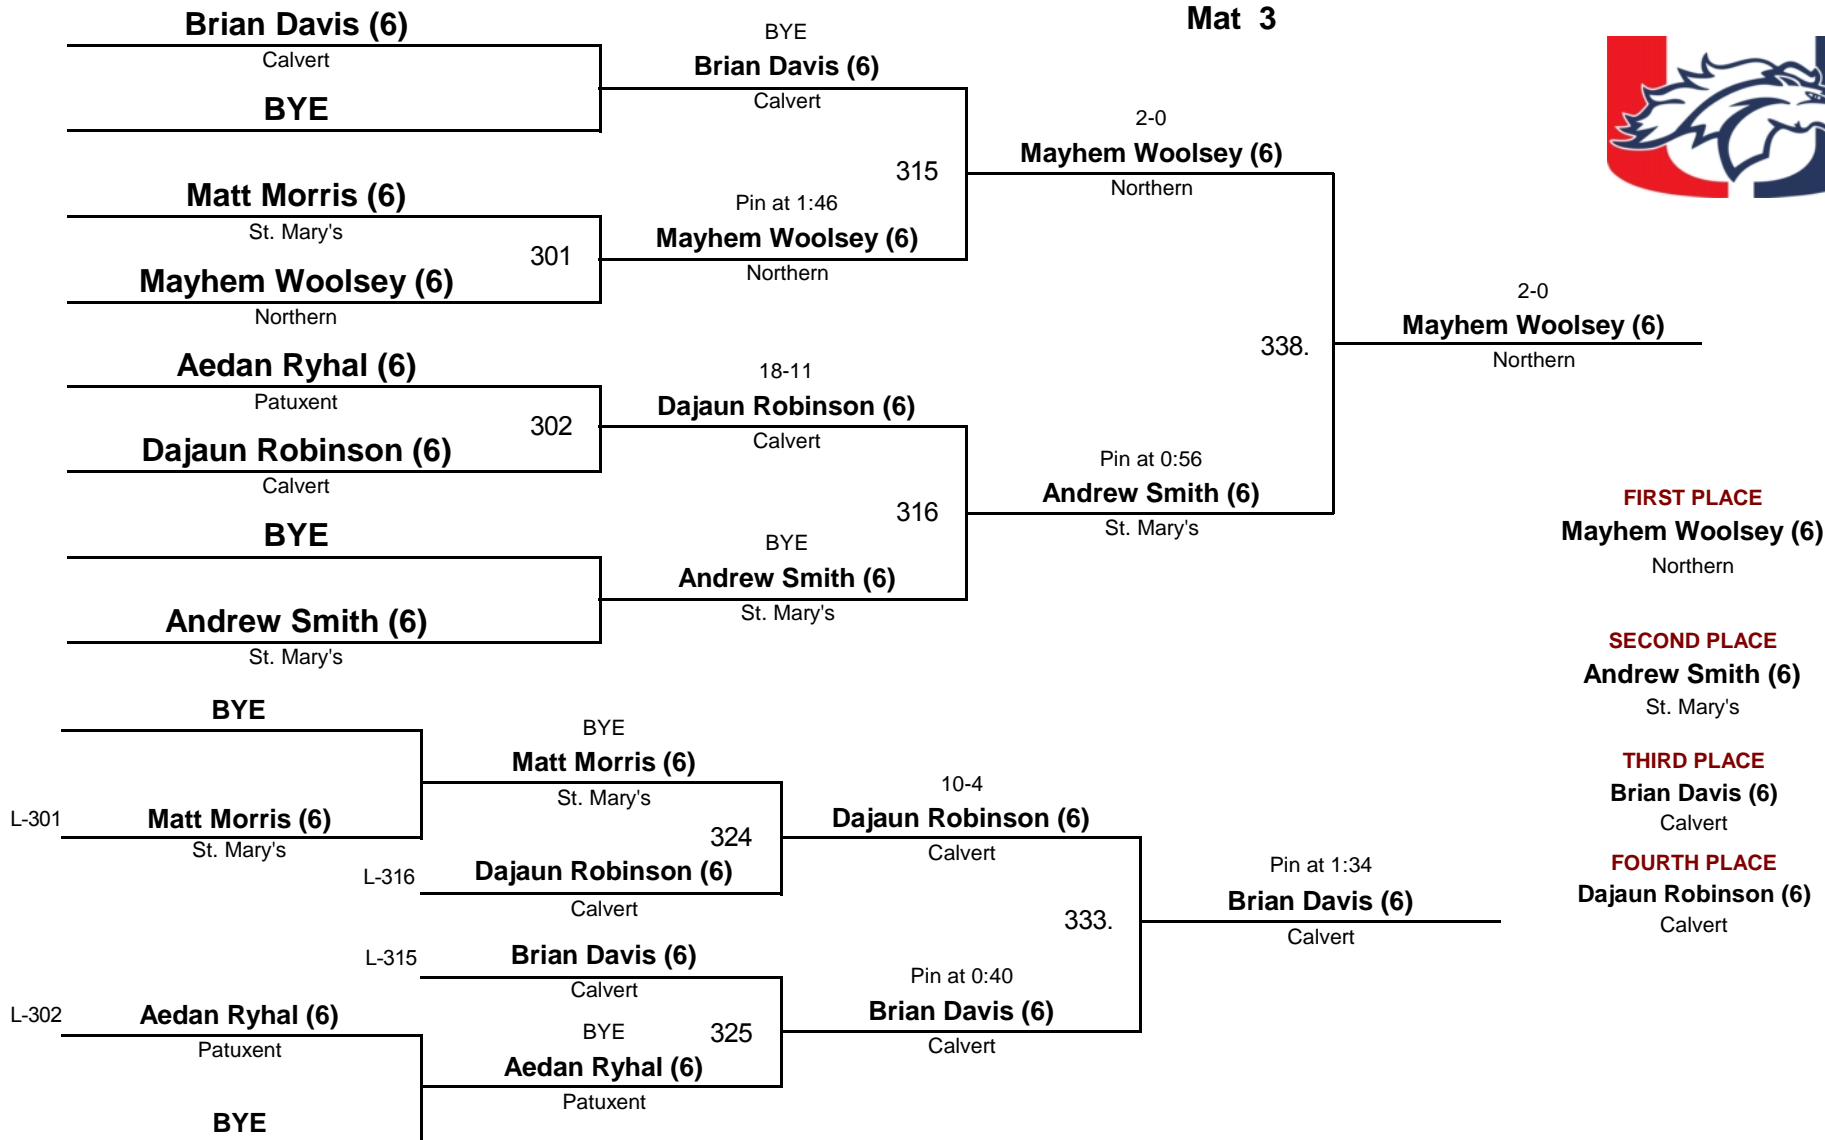 Mat 3
Brian Davis (6)
Calvert
BYE
Matt Morris (6)
St. Mary's
301
Mayhem Woolsey (6)
Northern
Aedan Ryhal (6)
Patuxent
302
Dajaun Robinson (6)
Calvert
BYE
Andrew Smith (6)
St. Mary's
BYE
Brian Davis (6)
Calvert
315
Pin at 1:46
Mayhem Woolsey (6)
Northern
18-11
Dajaun Robinson (6)
Calvert
316
BYE
Andrew Smith (6)
St. Mary's
2-0
Mayhem Woolsey (6)
Northern
338.
Pin at 0:56
Andrew Smith (6)
St. Mary's
2-0
Mayhem Woolsey (6)
Northern
FIRST PLACE
Mayhem Woolsey (6)
Northern
SECOND PLACE
Andrew Smith (6)
St. Mary's
THIRD PLACE
Brian Davis (6)
Calvert
FOURTH PLACE
Dajaun Robinson (6)
Calvert
BYE
L-301
Matt Morris (6)
St. Mary's
BYE
Matt Morris (6)
St. Mary's
324
L-316
Dajaun Robinson (6)
Calvert
L-315
Brian Davis (6)
Calvert
L-302
Aedan Ryhal (6)
Patuxent
BYE
BYE
325
Aedan Ryhal (6)
Patuxent
10-4
Dajaun Robinson (6)
Calvert
333.
Pin at 0:40
Brian Davis (6)
Calvert
Pin at 1:34
Brian Davis (6)
Calvert